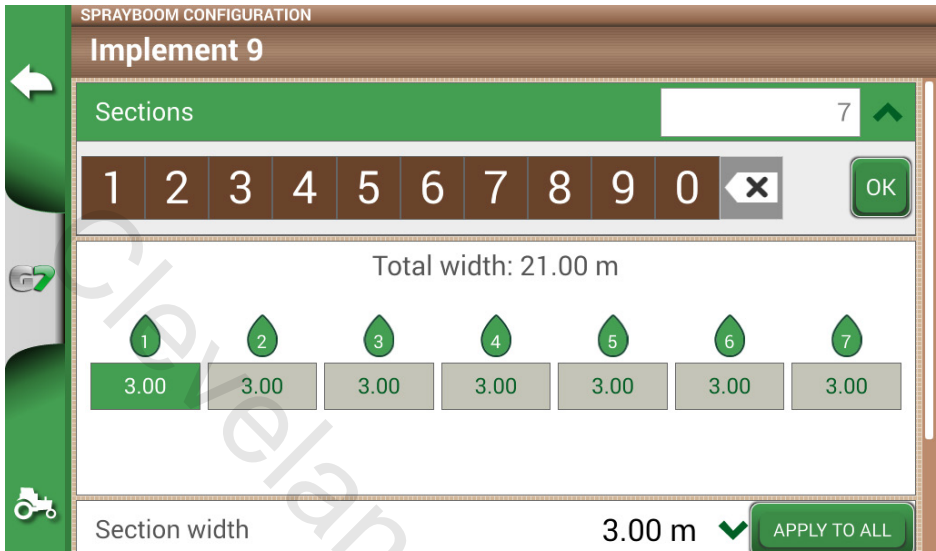 SPRAYBOOM CONFIGURATION
Implement 9
Sections 7
1 2 3 4 5 6 7 8 9 0 OK
G7
Total width: 21.00 m
1 2 3 4 5 6 7
3.00 3.00 3.00 3.00 3.00 3.00 3.00
Section width 3.00 m APPLY TO ALL